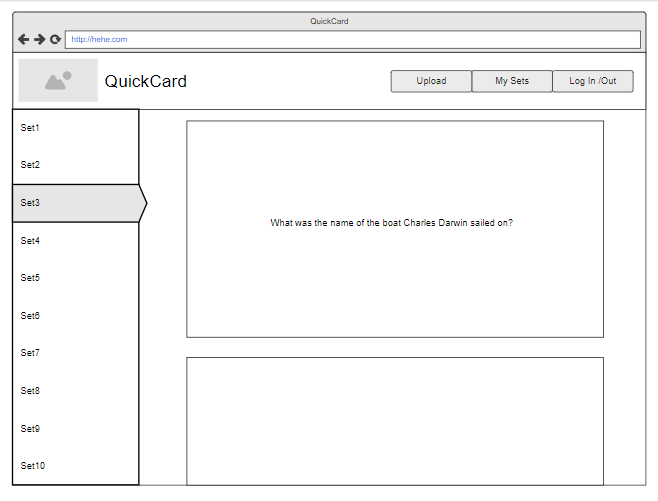 QuickCard
http://hehe.com
QuickCard
Upload
My Sets
Log In /Out
Set1
Set2
Set3
Set4
Set5
Set6
Set7
Set8
Set9
Set10
What was the name of the boat Charles Darwin sailed on?